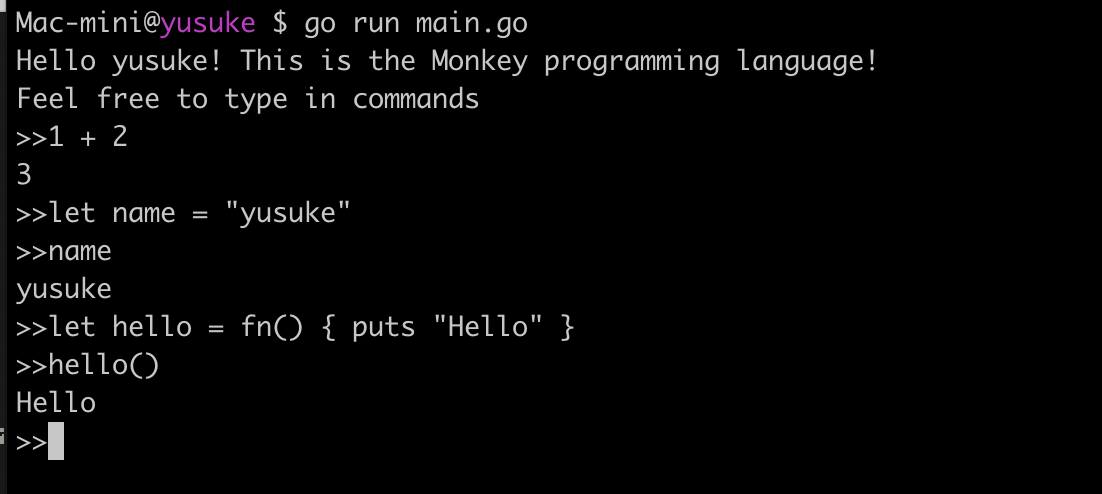 Mac-mini@yusuke $ go run main.go
Hello yusuke! This is the Monkey programming language!
Feel free to type in commands
>>1 + 2
3
>>let name = "yusuke"
>>name
yusuke
>>let hello = fn() { puts "Hello" }
>>hello()
Hello
>>